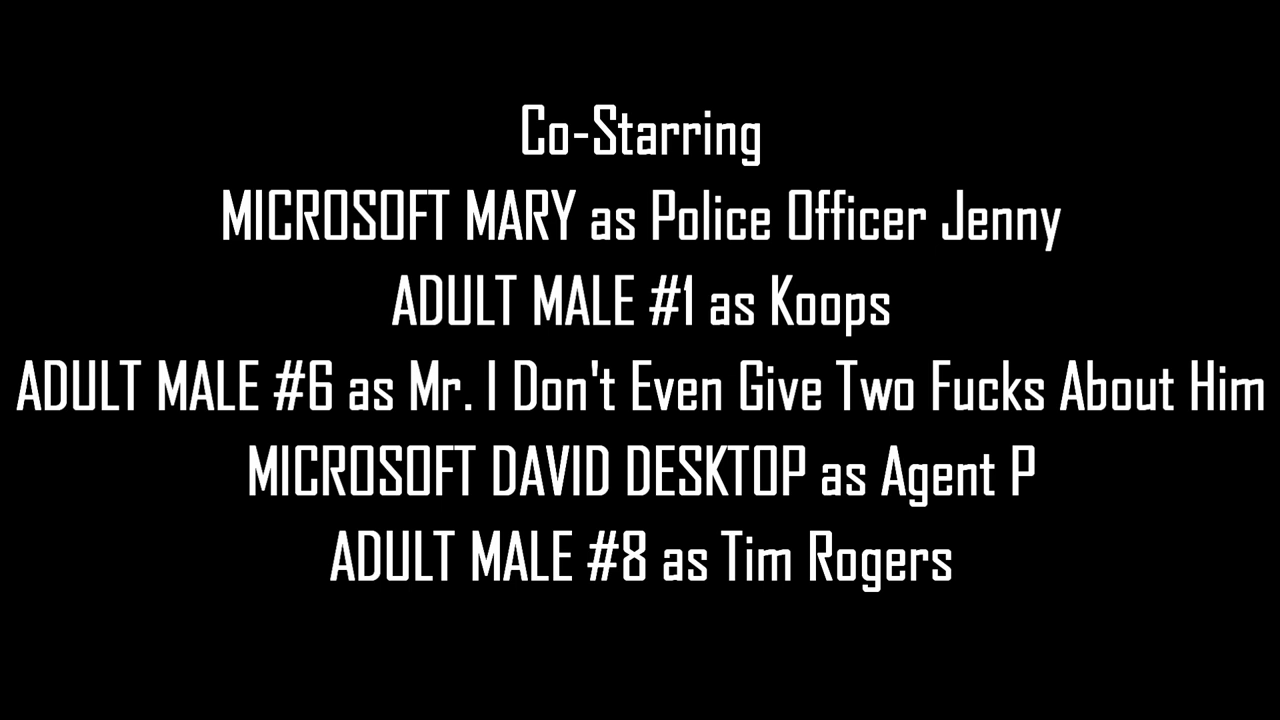 Co-Starring
MICROSOFT MARY as Police Officer Jenny
ADULT MALE #1 as Koops
ADULT MALE #6 as Mr. I Don't Even Give Two Fucks About Him
MICROSOFT DAVID DESKTOP as Agent P
ADULT MALE #8 as Tim Rogers